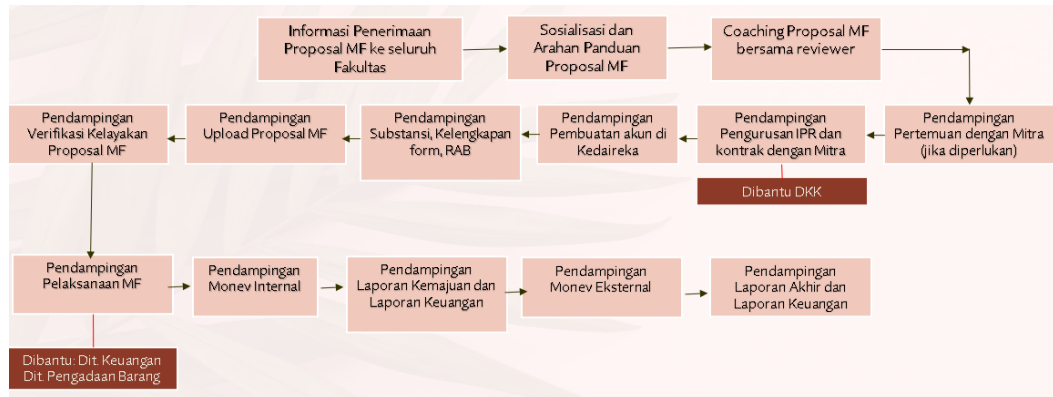 Informasi Penerimaan
Proposal MF ke seluruh
Fakultas
Sosialisasi dan
Arahan Panduan
Proposal MF
Coaching Proposal MF
bersama reviewer
Pendampingan
Pertemuan dengan Mitra
(jika diperlukan)
Pendampingan
Pengurusan IPR dan
kontrak dengan Mitra
Dibantu DKK
Pendampingan
Pembuatan akun di
Kedaireka
Pendampingan
Substansi, Kelengkapan
form, RAB
Pendampingan
Upload Proposal MF
Pendampingan
Verifikasi Kelayakan
Proposal MF
Pendampingan
Pelaksanaan MF
Dibantu: Dit. Keuangan
Dit. Pengadaan Barang
Pendampingan
Monev Internal
Pendampingan
Laporan Kemajuan dan
Laporan Keuangan
Pendampingan
Monev Eksternal
Pendampingan
Laporan Akhir dan
Laporan Keuangan